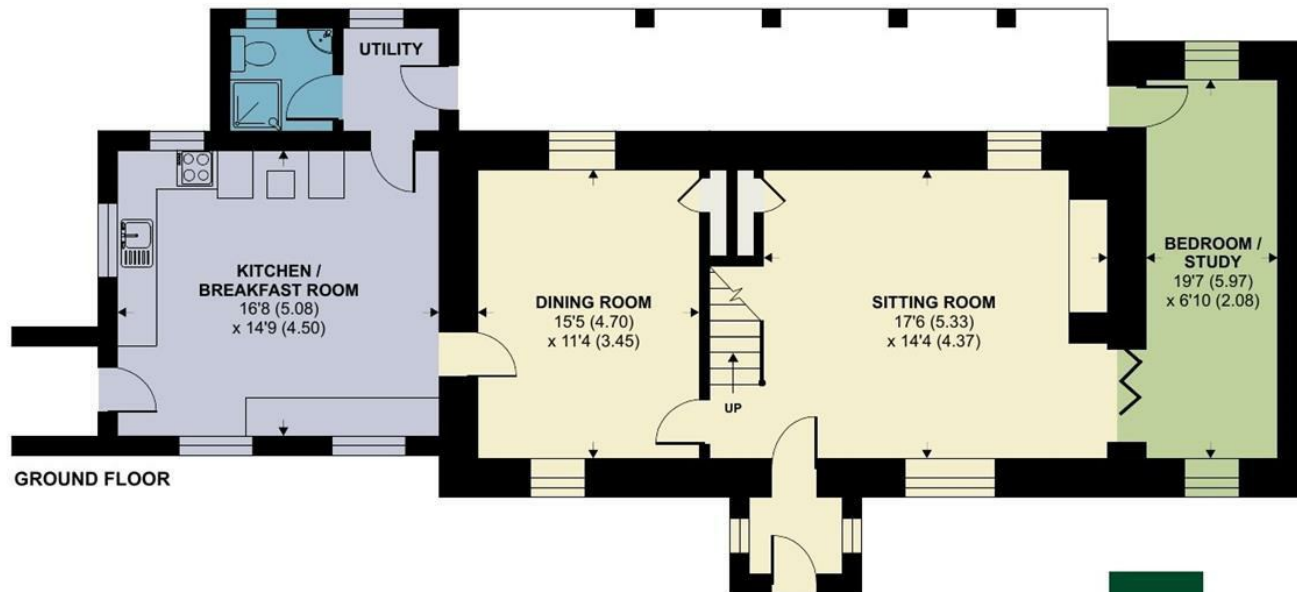 UTILITY
KITCHEN /
BREAKFAST ROOM
16'8 (5.08)
x 14'9 (4.50)
DINING ROOM
15'5 (4.70)
x 11'4 (3.45)
SITTING ROOM
17'6 (5.33)
x 14'4 (4.37)
BEDROOM /
STUDY
19'7 (5.97)
x 6'10 (2.08)
UP
GROUND FLOOR